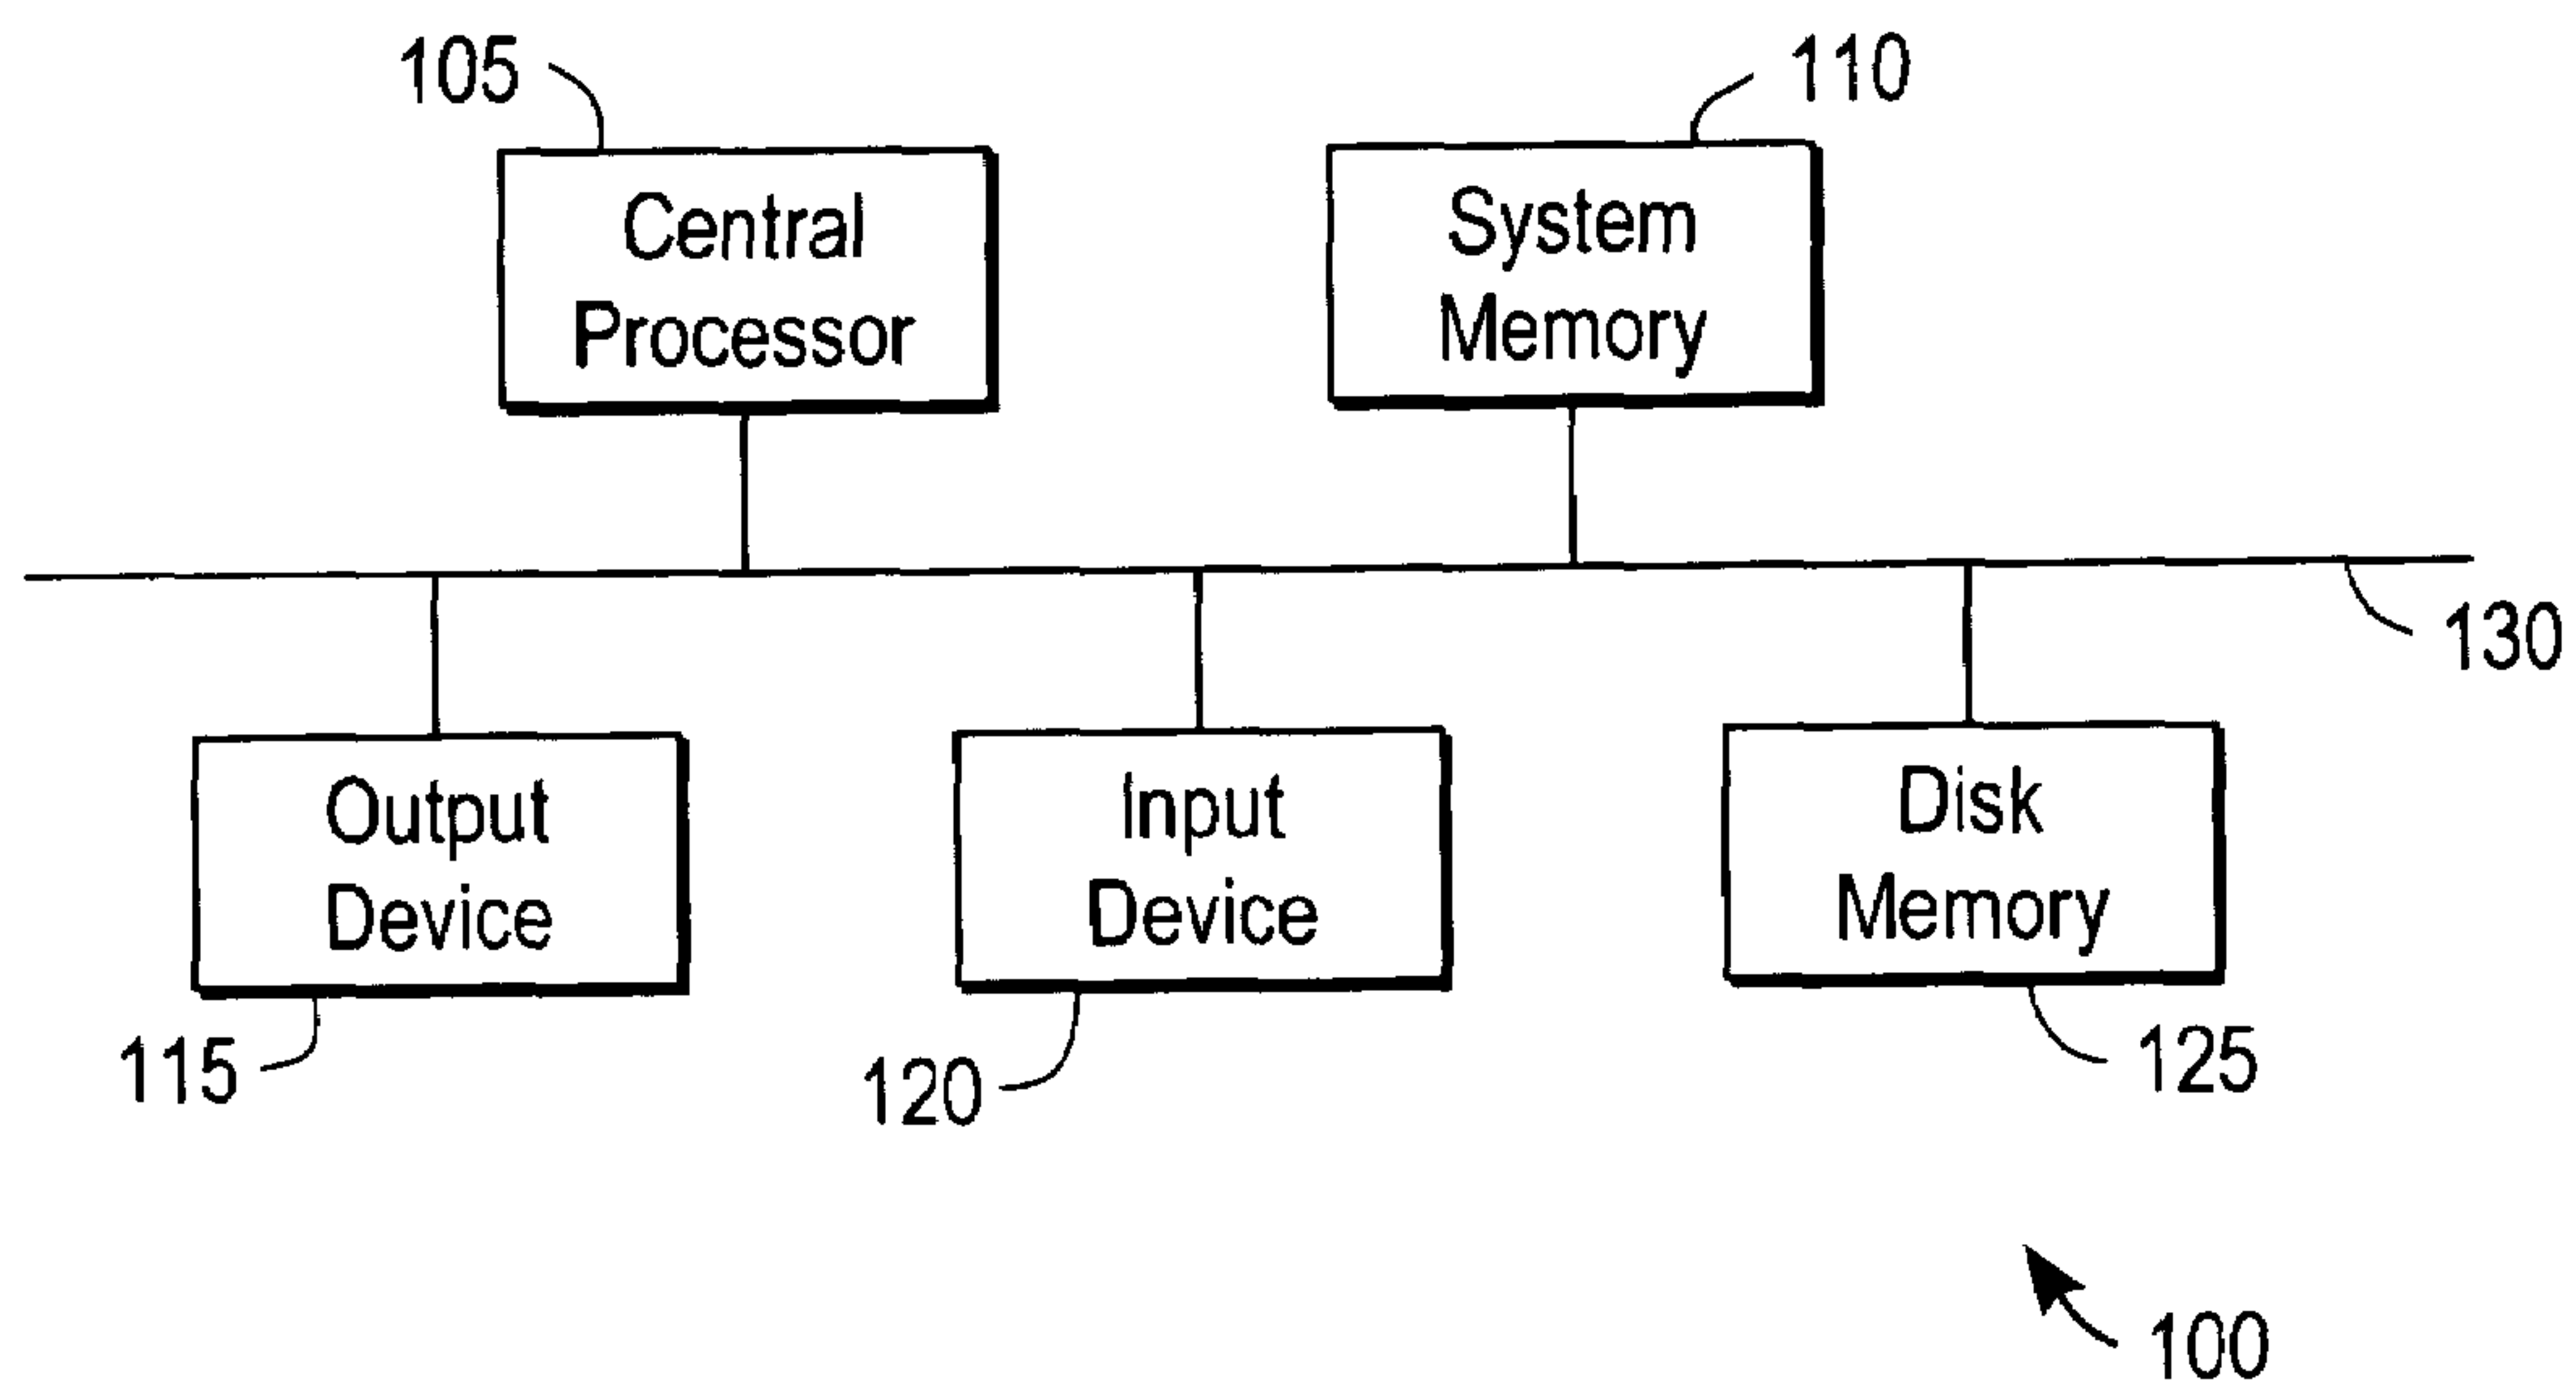 105
110
Central
Processor
System
Memory
130
Output
Device
Input
Device
Disk
Memory
115
120
125
100